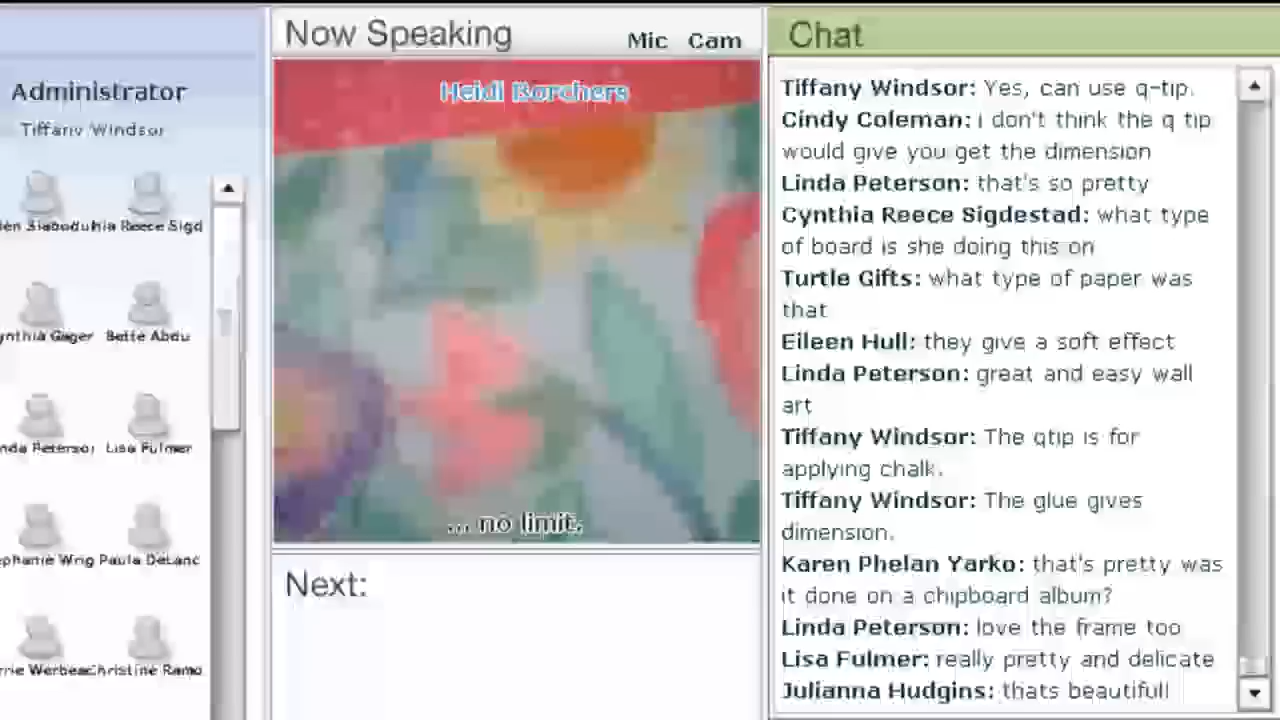 Administrator
Tiffany Windsor
Reece Sigd
Gager Bette Abdu
Lisa Fulmer
Paula DeLanc
Christine Ramo
Now Speaking Mic Cam
Heidi Borchers
... no limit.
Next:
Chat
Tiffany Windsor: Yes, can use q-tip.
Cindy Coleman: i don't think the q tip
would give you get the dimension
Linda Peterson: that's so pretty
Cynthia Reece Sigdestad: what type
of board is she doing this on
Turtle Gifts: what type of paper was
that
Eileen Hull: they give a soft effect
Linda Peterson: great and easy wall
art
Tiffany Windsor: The qtip is for
applying chalk.
Tiffany Windsor: The glue gives
dimension.
Karen Phelan Yarko: that's pretty was
it done on a chipboard album?
Linda Peterson: love the frame too
Lisa Fulmer: really pretty and delicate
Julianna Hudgins: thats beautiful!